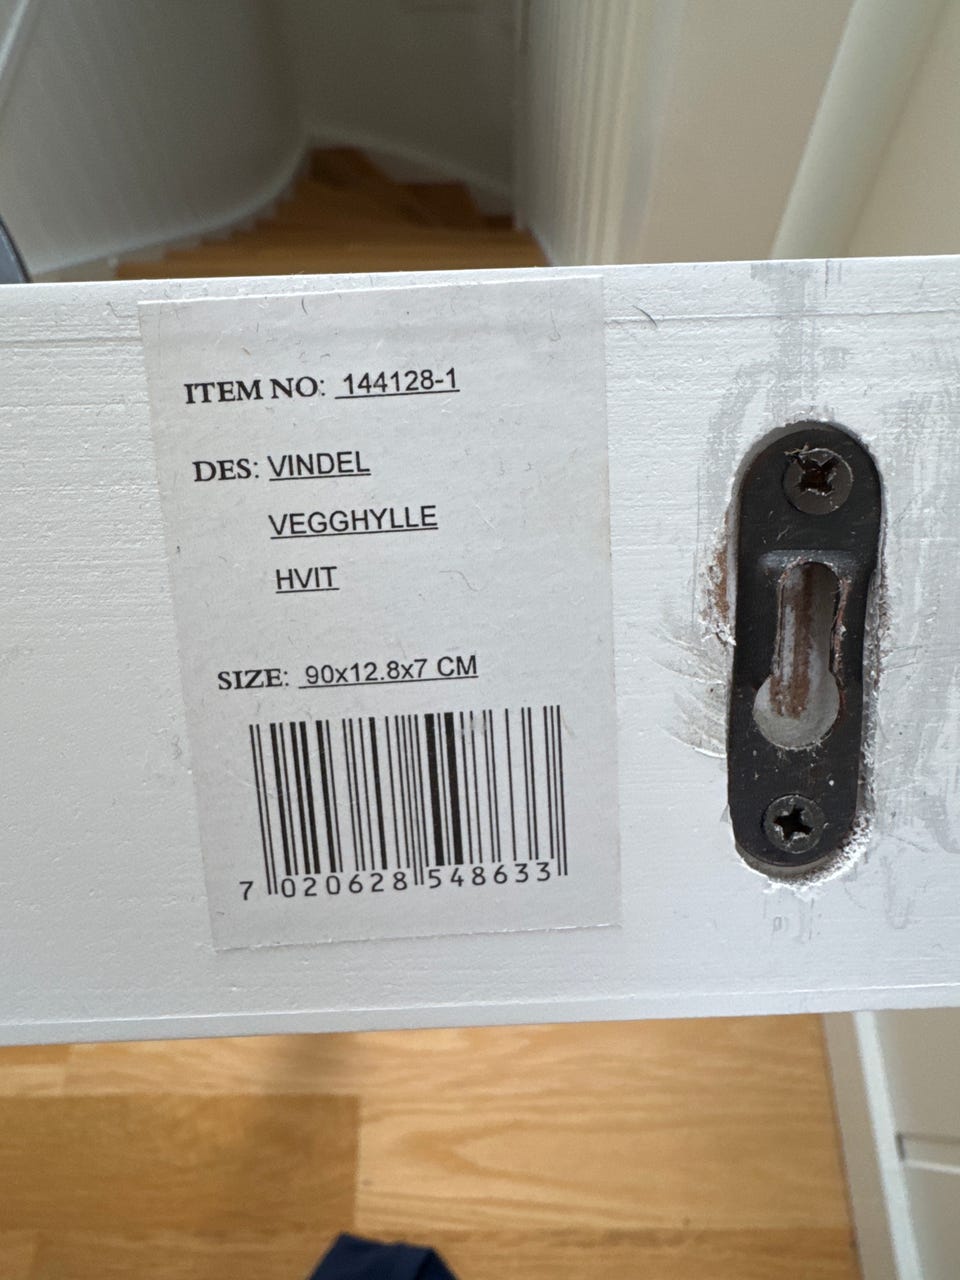 ITEM NO: 144128-1
DES: VINDEL
VEGGHYLLE
HVIT
SIZE: 90x12.8x7 CM
7 020628 548633